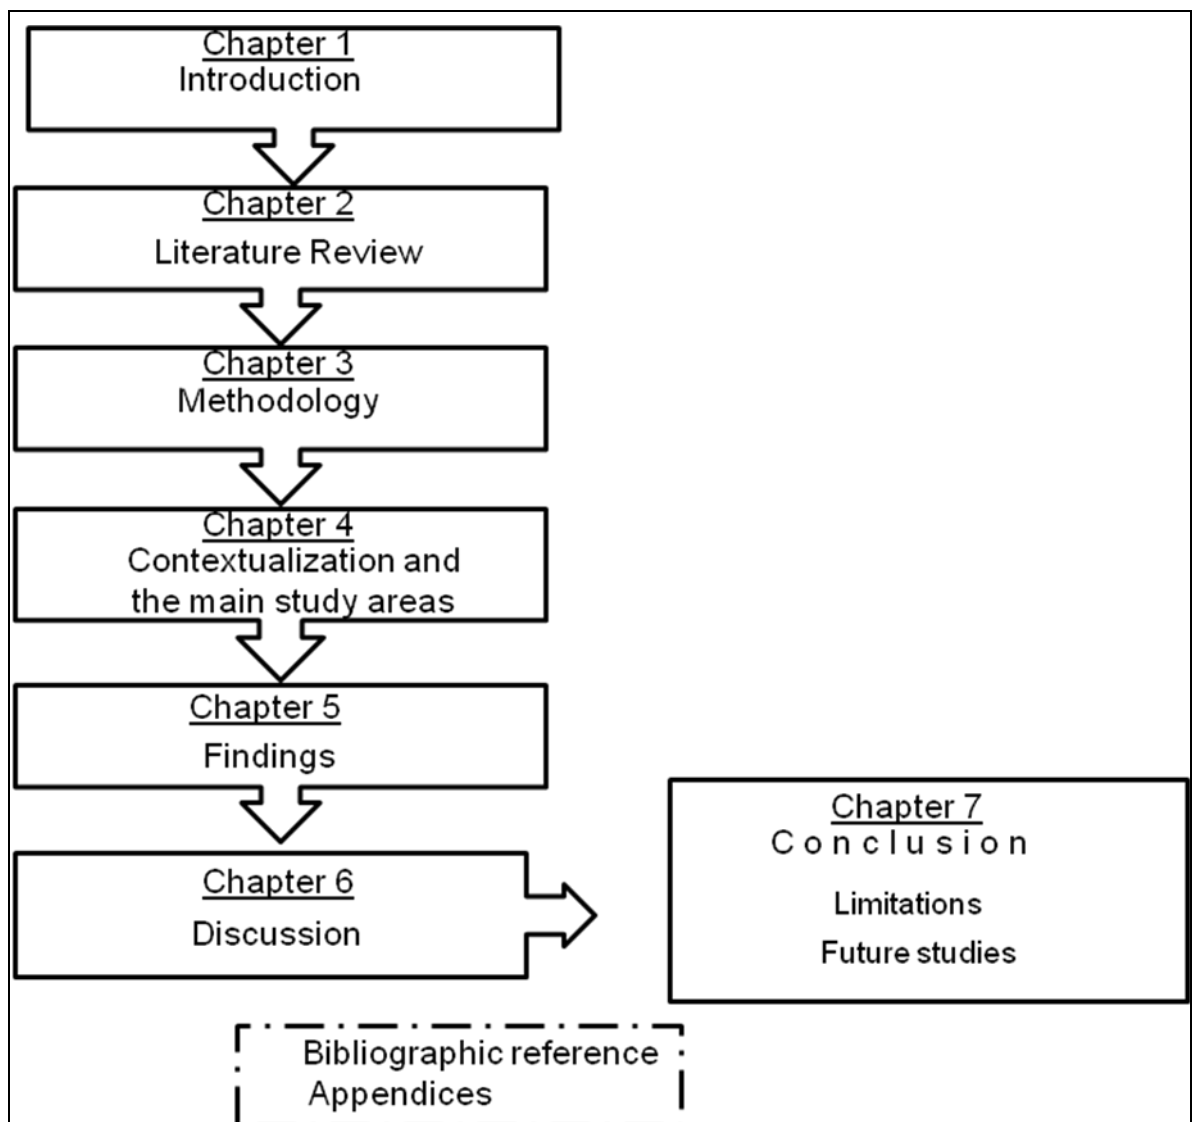 Chapter 1
Introduction
Chapter 2
Literature Review
Chapter 3
Methodology
Chapter 4
Contextualization and
the main study areas
Chapter 5
Findings
Chapter 6
Discussion
Chapter 7
Conclusion
Limitations
Future studies
Bibliographic reference
Appendices